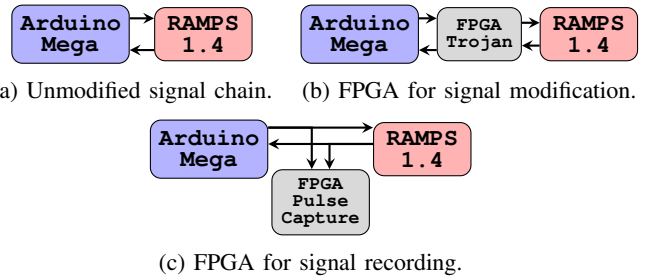 Arduino
Mega
RAMPS
1.4
a) Unmodified signal chain.
Arduino
Mega
FPGA
Trojan
RAMPS
1.4
(b) FPGA for signal modification.
Arduino
Mega
RAMPS
1.4
FPGA
Pulse
Capture
(c) FPGA for signal recording.